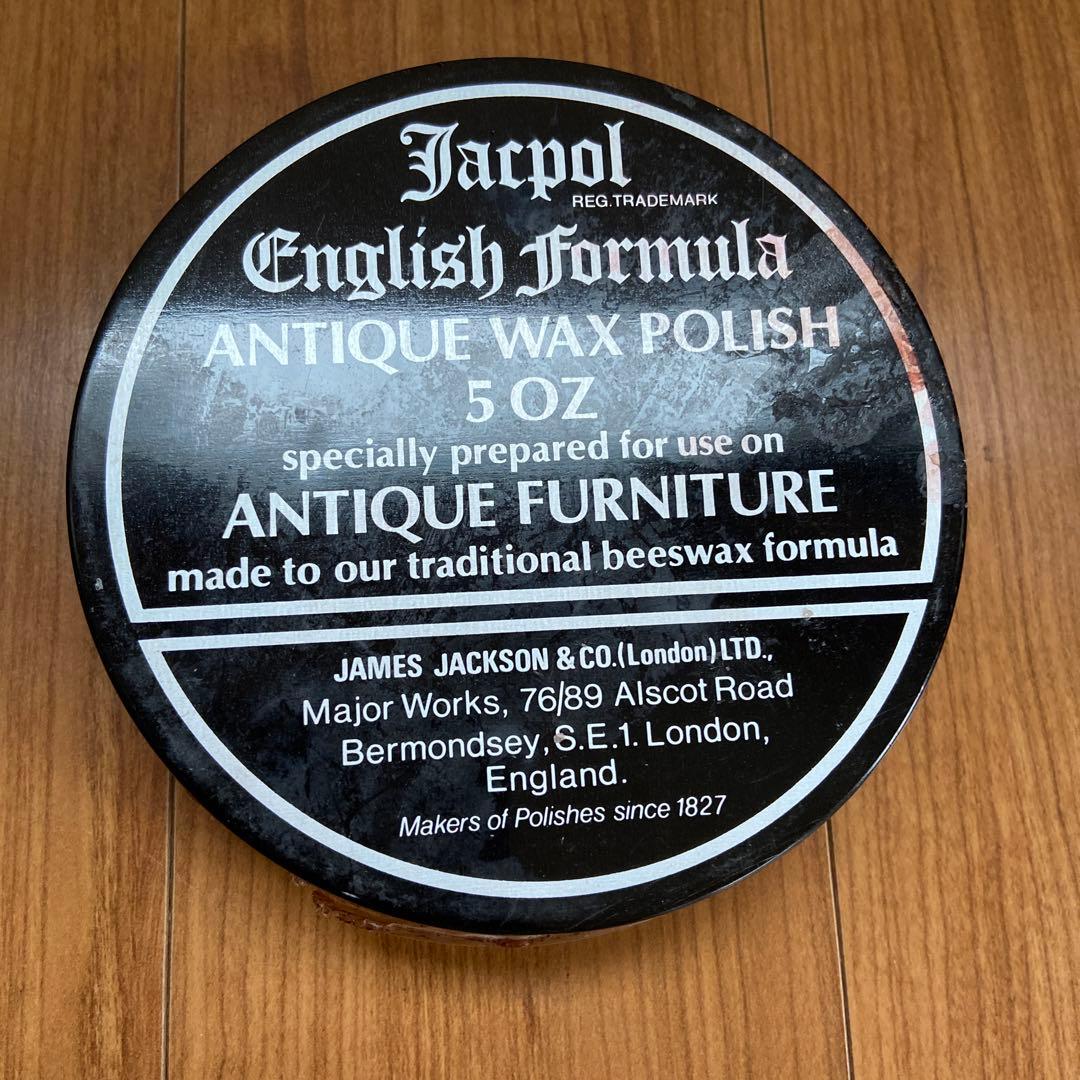 Jacpol
REG. TRADEMARK
English Formula
ANTIQUE WAX POLISH
5 OZ
specially prepared for use on
ANTIQUE FURNITURE
made to our traditional beeswax formula
JAMES JACKSON & CO. (London) LTD.,
Major Works, 76/89 Alscot Road
Bermondsey, S.E.1. London,
England.
Makers of Polishes since 1827